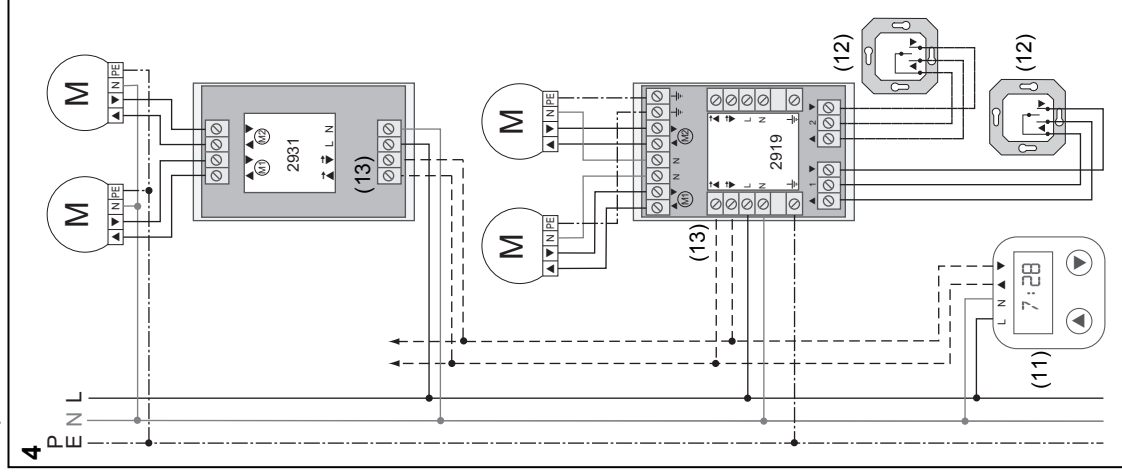 4
PE
N
L
M
▲ ▼ N PE
M
▲ ▼ N PE
▲ ▼ ▲ ▼
M1 M2
2931
▲ ▼ L N
(13)
M
▲ ▼ N PE
M
▲ ▼ N PE
▲ ▼ N N ▲ ▼ ⏚ ⏚
M1 M2
▲ ▼ L N ⏚
2919
▲ ▼ L N ⏚
▲ 1 ▼ ▲ 2 ▼
(13)
▲ ▼
(12)
▲ ▼
(12)
L N ▲ ▼
7:28
▲ ▼
(11)